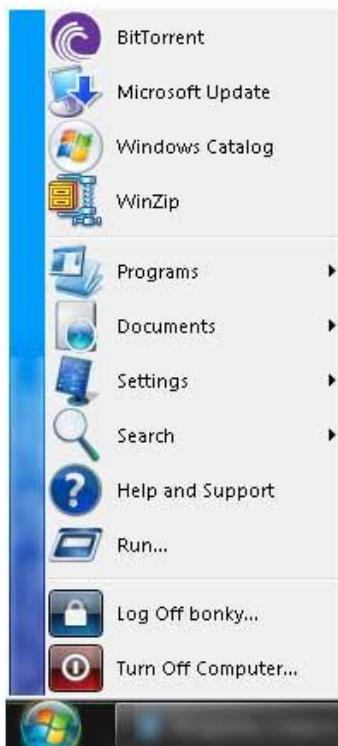 BitTorrent
Microsoft Update
Windows Catalog
WinZip
Programs
Documents
Settings
Search
Help and Support
Run...
Log Off bonky...
Turn Off Computer...